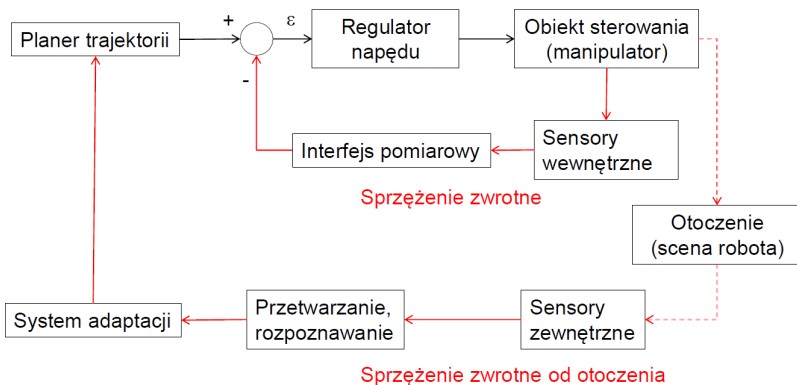 Planer trajektorii
+
ε
-
Regulator
napędu
Obiekt sterowania
(manipulator)
Interfejs pomiarowy
Sensory
wewnętrzne
Sprzężenie zwrotne
Otoczenie
(scena robota)
System adaptacji
Przetwarzanie,
rozpoznawanie
Sensory
zewnętrzne
Sprzężenie zwrotne od otoczenia